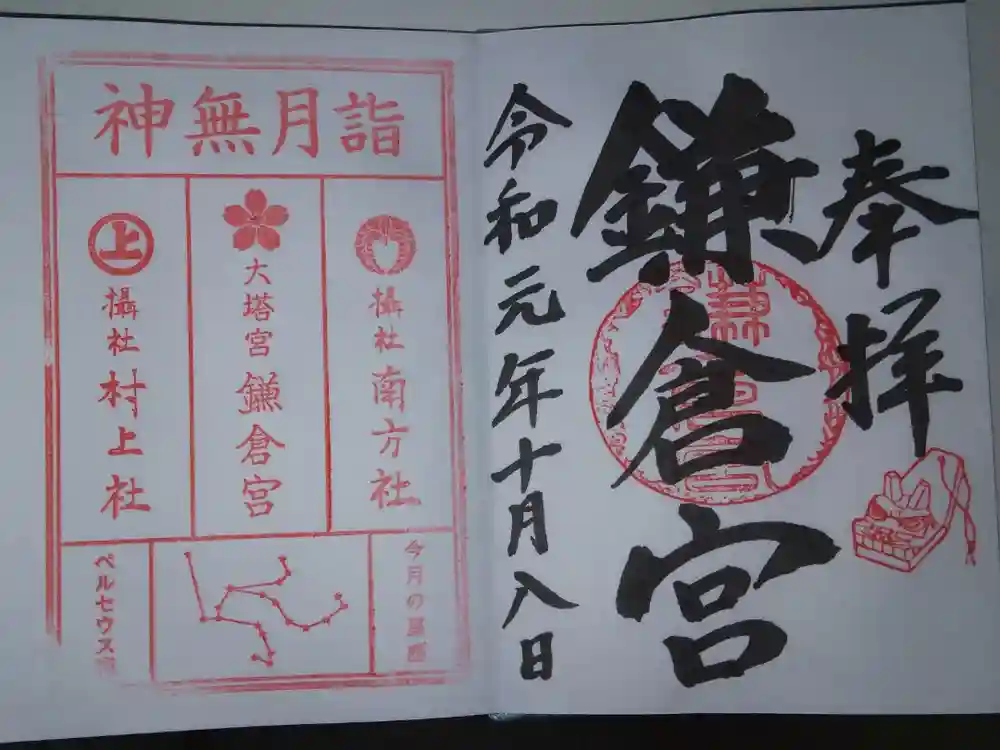 奉拝
鎌倉宮
令和元年十月八日
神無月詣
攝社 南方社
大塔宮 鎌倉宮
上
攝社 村上社
今月の星座
ペルセウス座